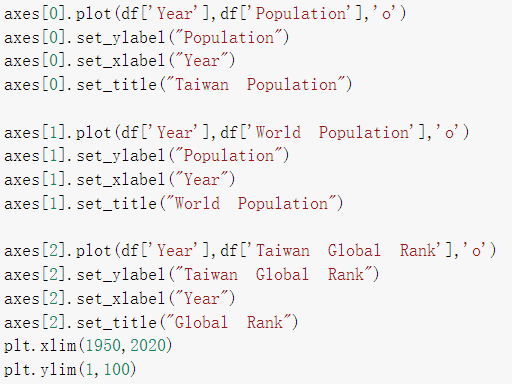 axes[0].plot(df['Year'],df['Population'],'o')
axes[0].set_ylabel("Population")
axes[0].set_xlabel("Year")
axes[0].set_title("Taiwan  Population")

axes[1].plot(df['Year'],df['World  Population'],'o')
axes[1].set_ylabel("Population")
axes[1].set_xlabel("Year")
axes[1].set_title("World  Population")

axes[2].plot(df['Year'],df['Taiwan  Global  Rank'],'o')
axes[2].set_ylabel("Taiwan  Global  Rank")
axes[2].set_xlabel("Year")
axes[2].set_title("Global  Rank")
plt.xlim(1950,2020)
plt.ylim(1,100)